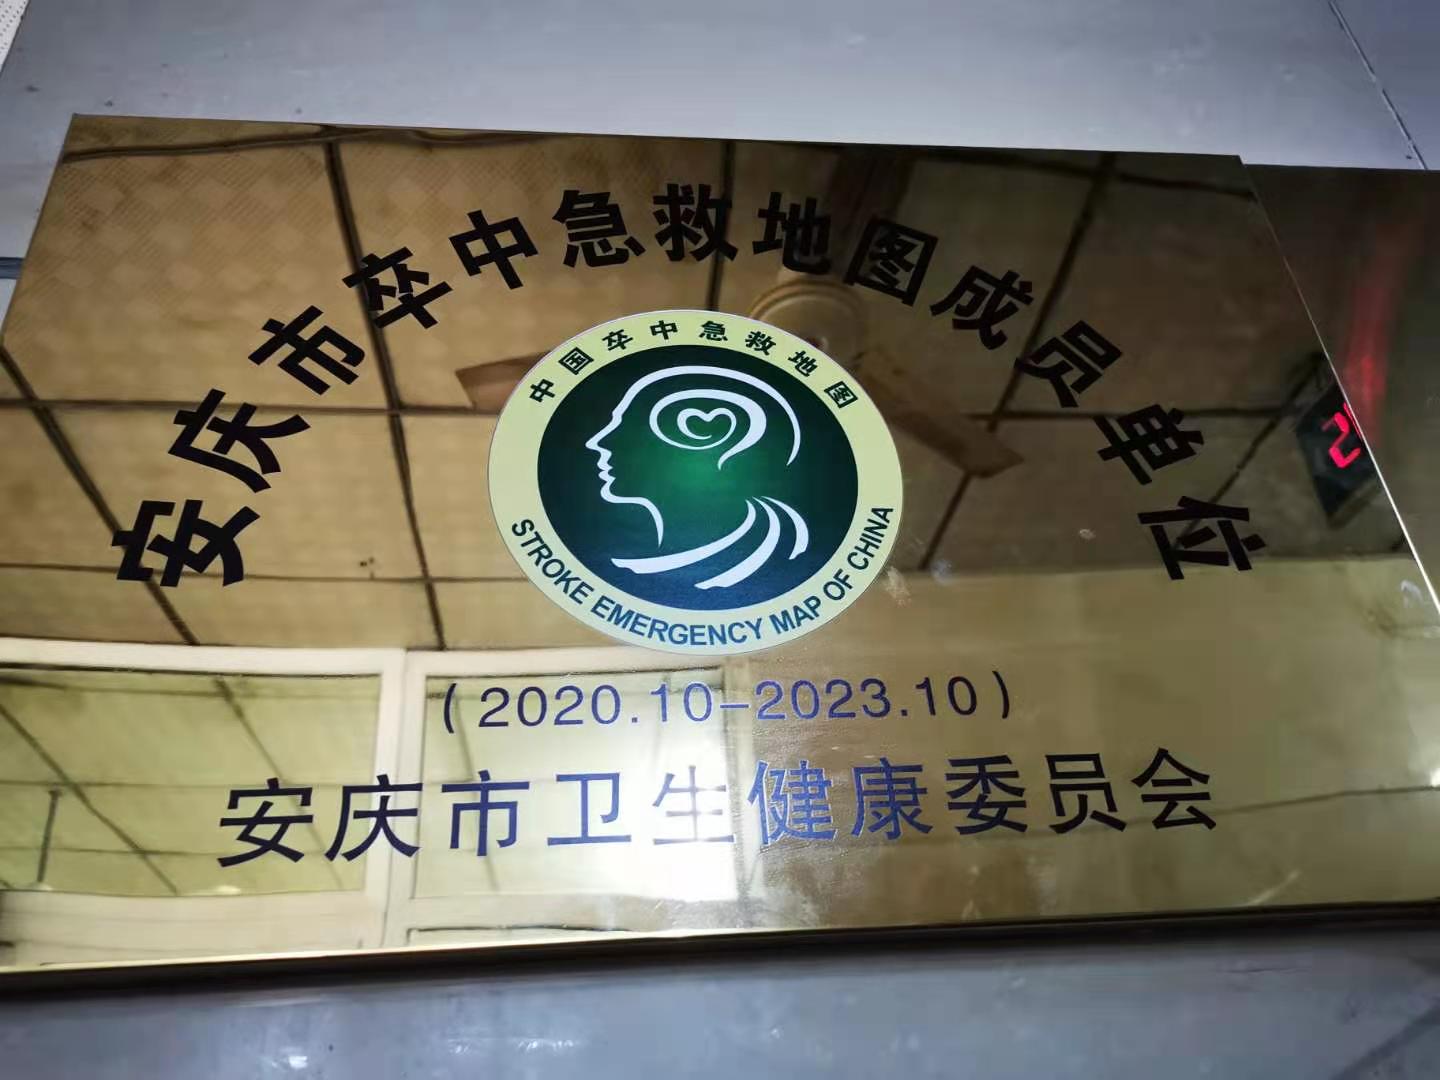 安庆市卒中急救地图成员单位
中国卒中急救地图
STROKE EMERGENCY MAP OF CHINA
(2020.10-2023.10)
安庆市卫生健康委员会
2